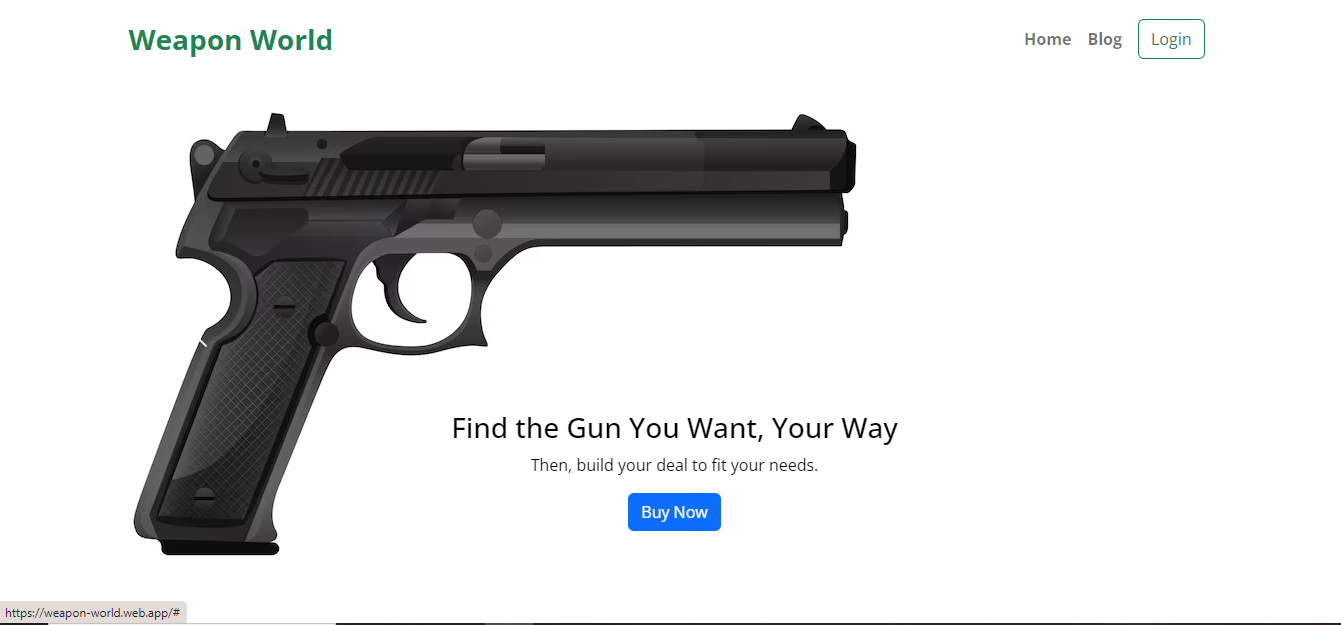 Weapon World
Home Blog Login
Find the Gun You Want, Your Way
Then, build your deal to fit your needs.
Buy Now
https://weapon-world.web.app/#